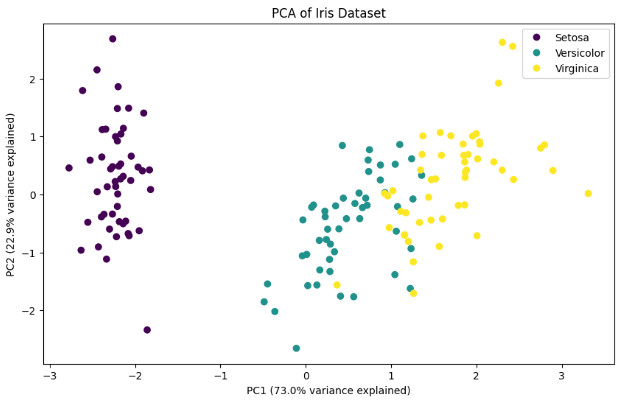 PCA of Iris Dataset
Setosa
Versicolor
Virginica
PC2 (22.9% variance explained)
2
1
0
−1
−2
−3
−2
−1
0
1
2
3
PC1 (73.0% variance explained)